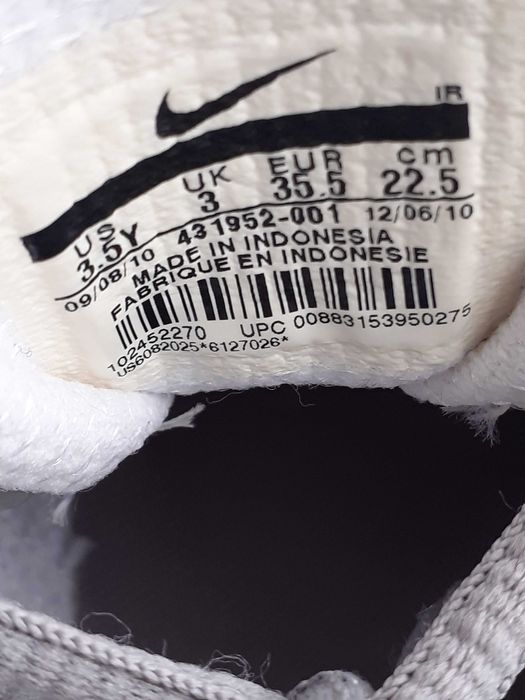 IR
US UK EUR cm
3.5Y 3 35.5 22.5
09/08/10 431952-001 12/06/10
MADE IN INDONESIA
FABRIQUE EN INDONESIE
102452270 UPC 00883153950275
US6082025*6127026*